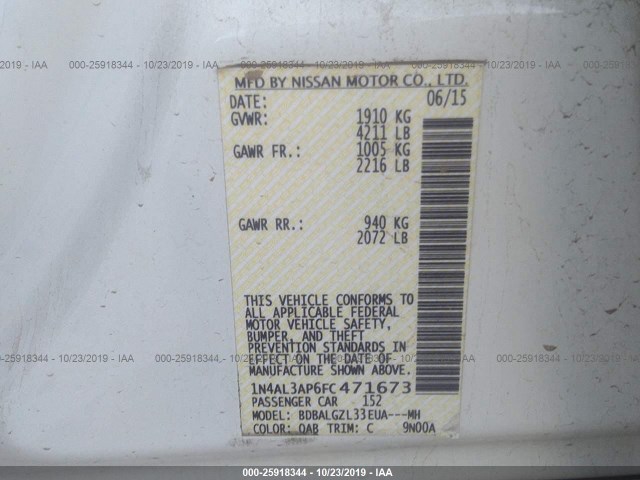 000-25918344 - 10/23/2019 - IAA
MFD BY NISSAN MOTOR CO., LTD.
DATE: 06/15
GVWR: 1910 KG
4211 LB
GAWR FR.: 1005 KG
2216 LB
GAWR RR.: 940 KG
2072 LB
THIS VEHICLE CONFORMS TO
ALL APPLICABLE FEDERAL
MOTOR VEHICLE SAFETY,
BUMPER, AND THEFT
PREVENTION STANDARDS IN
EFFECT ON THE DATE OF
MANUFACTURE SHOWN ABOVE.
1N4AL3AP6FC471673
PASSENGER CAR 152
MODEL: BDBALGZL33EUA---MH
COLOR: QAB TRIM: C 9N00A
000-25918344 - 10/23/2019 - IAA